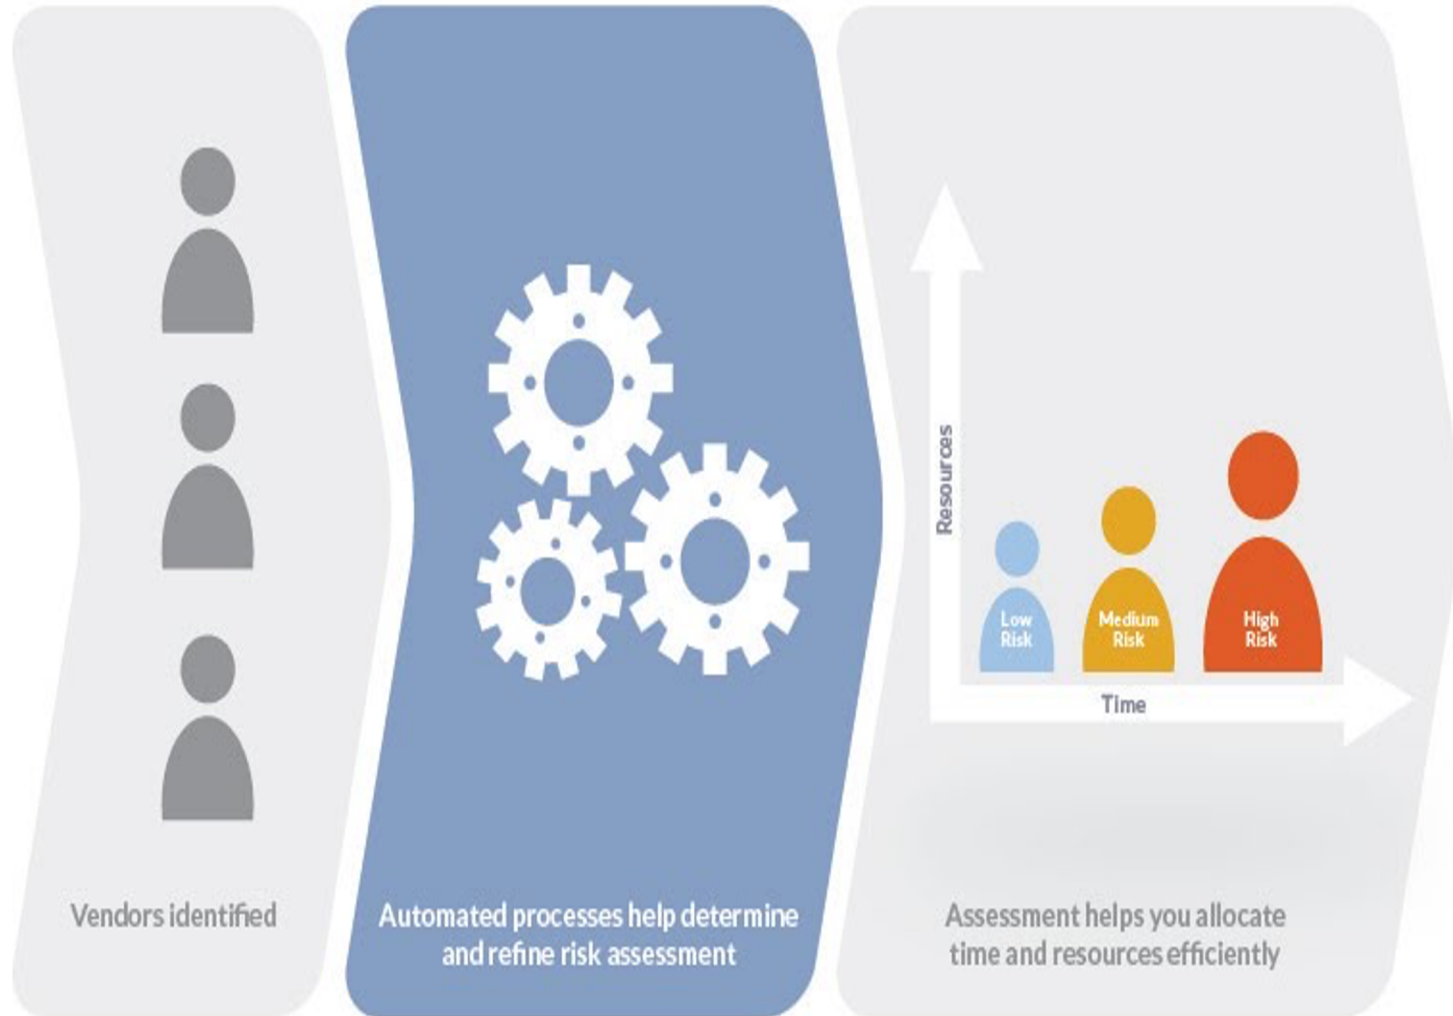 Vendors identified
Automated processes help determine
and refine risk assessment
Resources
Low
Risk
Medium
Risk
High
Risk
Time
Assessment helps you allocate
time and resources efficiently